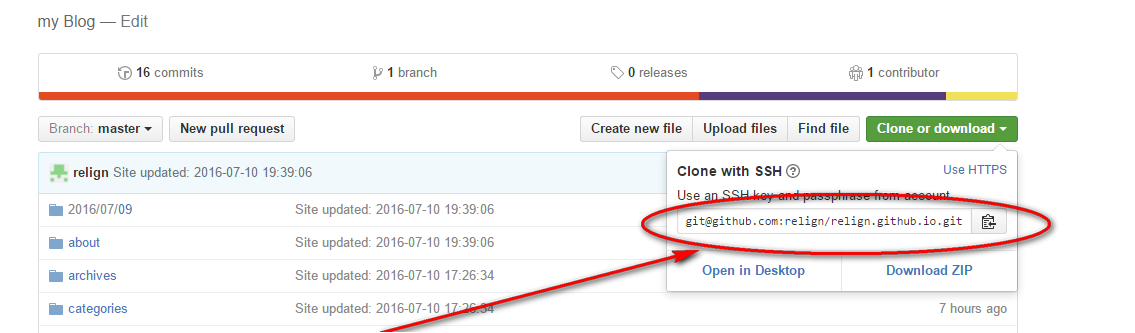 my Blog — Edit
16 commits 1 branch 0 releases 1 contributor
Branch: master New pull request Create new file Upload files Find file Clone or download
relign Site updated: 2016-07-10 19:39:06
Clone with SSH ? Use HTTPS
Use an SSH key and passphrase from account.
2016/07/09 Site updated: 2016-07-10 19:39:06
git@github.com:relign/relign.github.io.git
about Site updated: 2016-07-10 19:39:06
archives Site updated: 2016-07-10 17:26:34
Open in Desktop Download ZIP
categories Site updated: 2016-07-10 17:26:34 7 hours ago